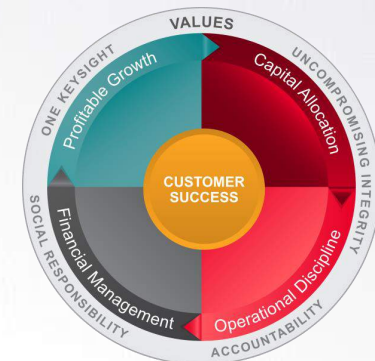 VALUES
ONE KEYSIGHT
UNCOMPROMISING INTEGRITY
Profitable Growth
Capital Allocation
CUSTOMER
SUCCESS
Financial Management
Operational Discipline
SOCIAL RESPONSIBILITY
ACCOUNTABILITY